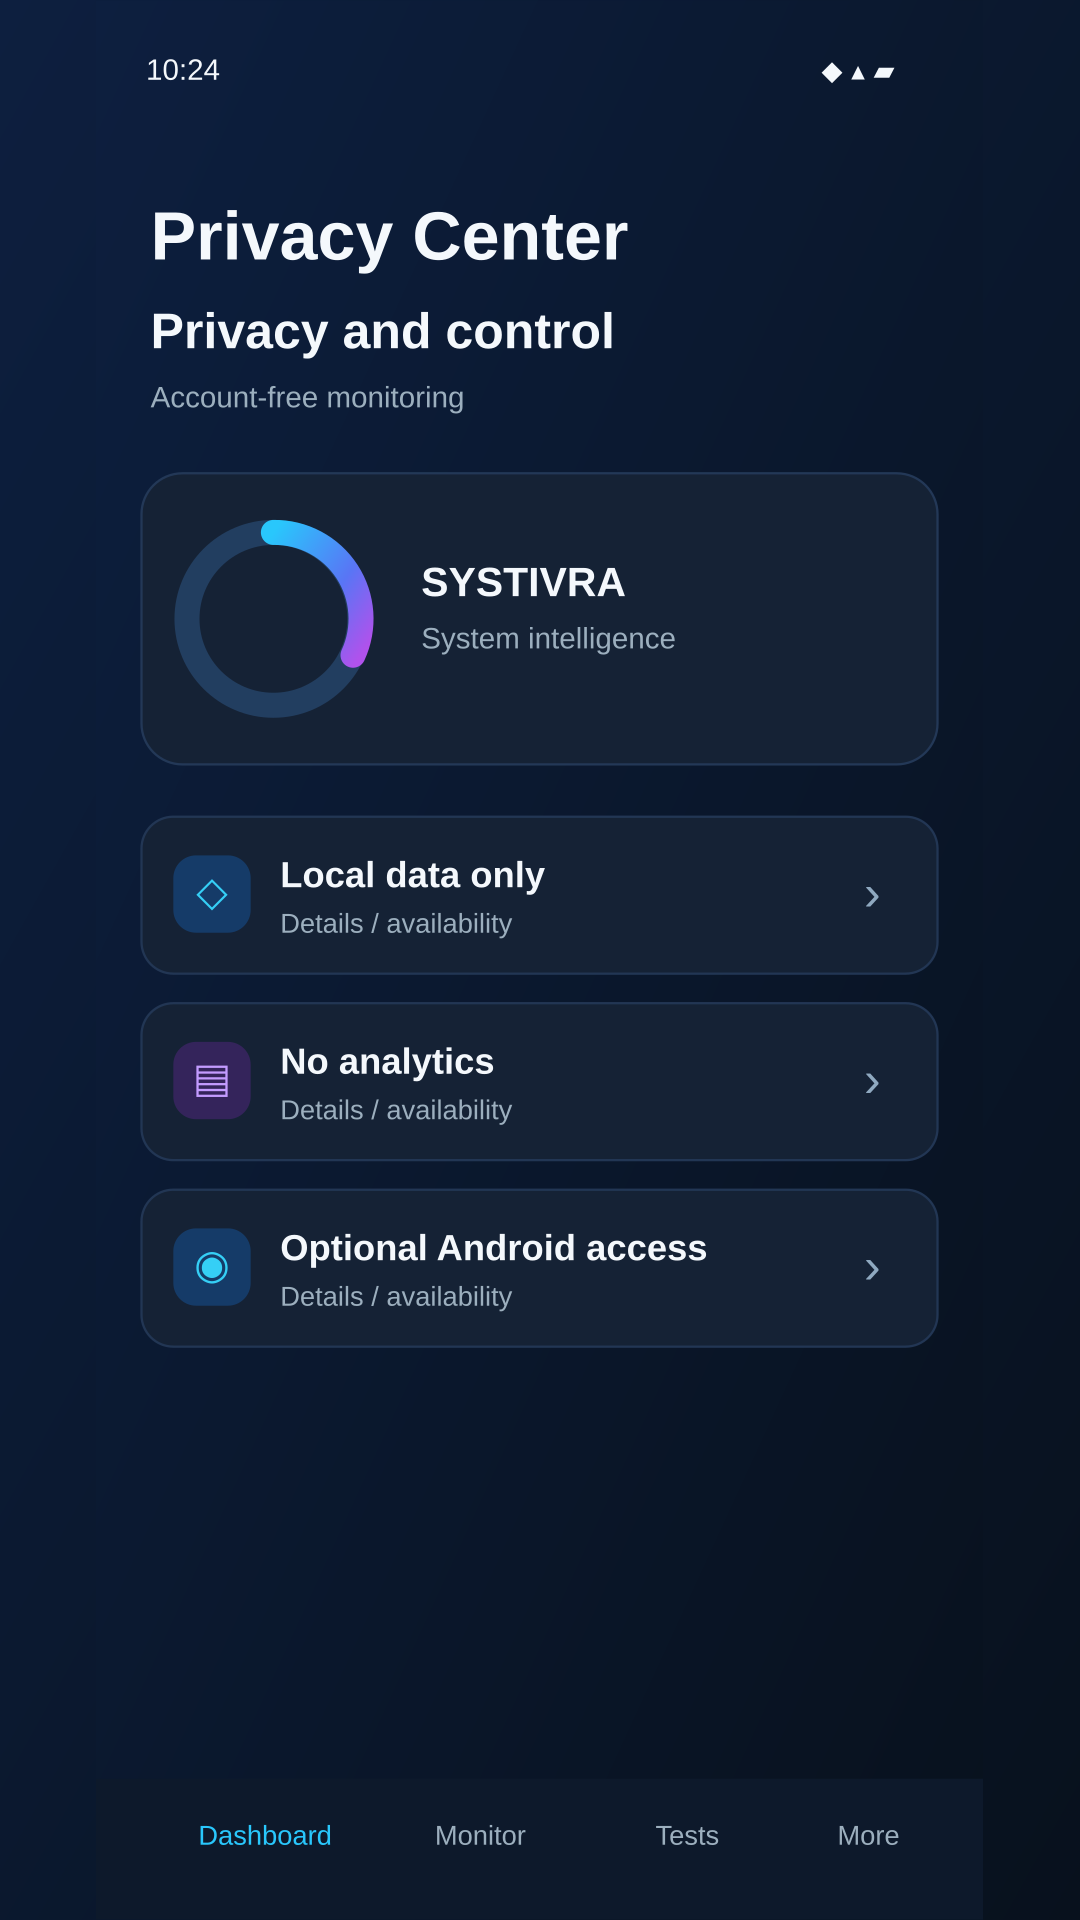 10:24
Privacy Center
Privacy and control
Account-free monitoring
SYSTIVRA
System intelligence
Local data only
Details / availability
No analytics
Details / availability
Optional Android access
Details / availability
Dashboard Monitor Tests More